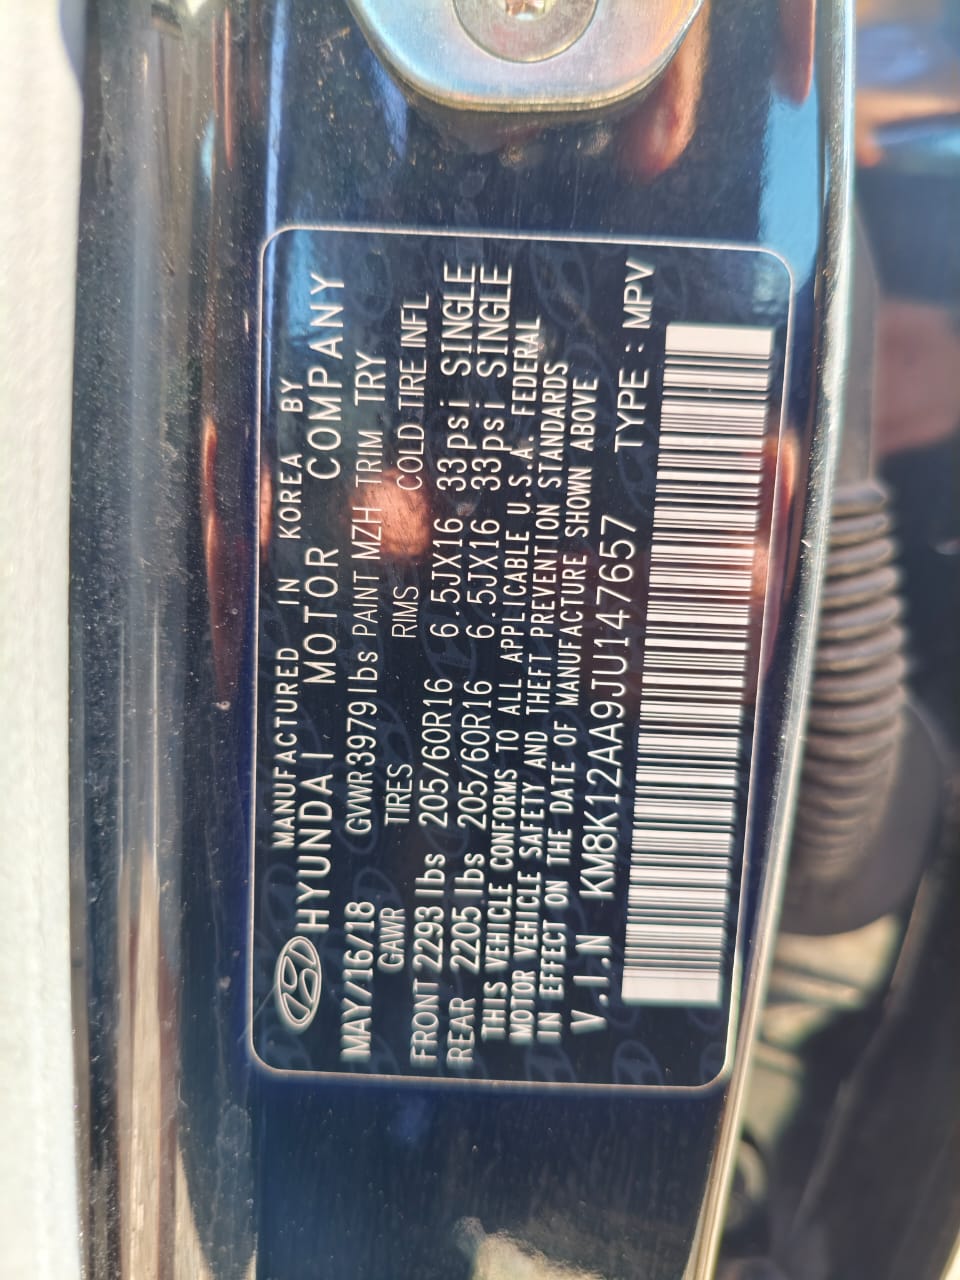 MANUFACTURED IN KOREA BY
HYUNDAI MOTOR COMPANY
MAY/16/18 GVWR3979lbs PAINT MZH TRIM TRY
GAWR TIRES RIMS COLD TIRE INFL
FRONT 2293 lbs 205/60R16 6.5JX16 33psi SINGLE
REAR 2205 lbs 205/60R16 6.5JX16 33psi SINGLE
THIS VEHICLE CONFORMS TO ALL APPLICABLE U.S.A. FEDERAL
MOTOR VEHICLE SAFETY AND THEFT PREVENTION STANDARDS
IN EFFECT ON THE DATE OF MANUFACTURE SHOWN ABOVE
V.I.N KM8K12AA9JU147657 TYPE : MPV